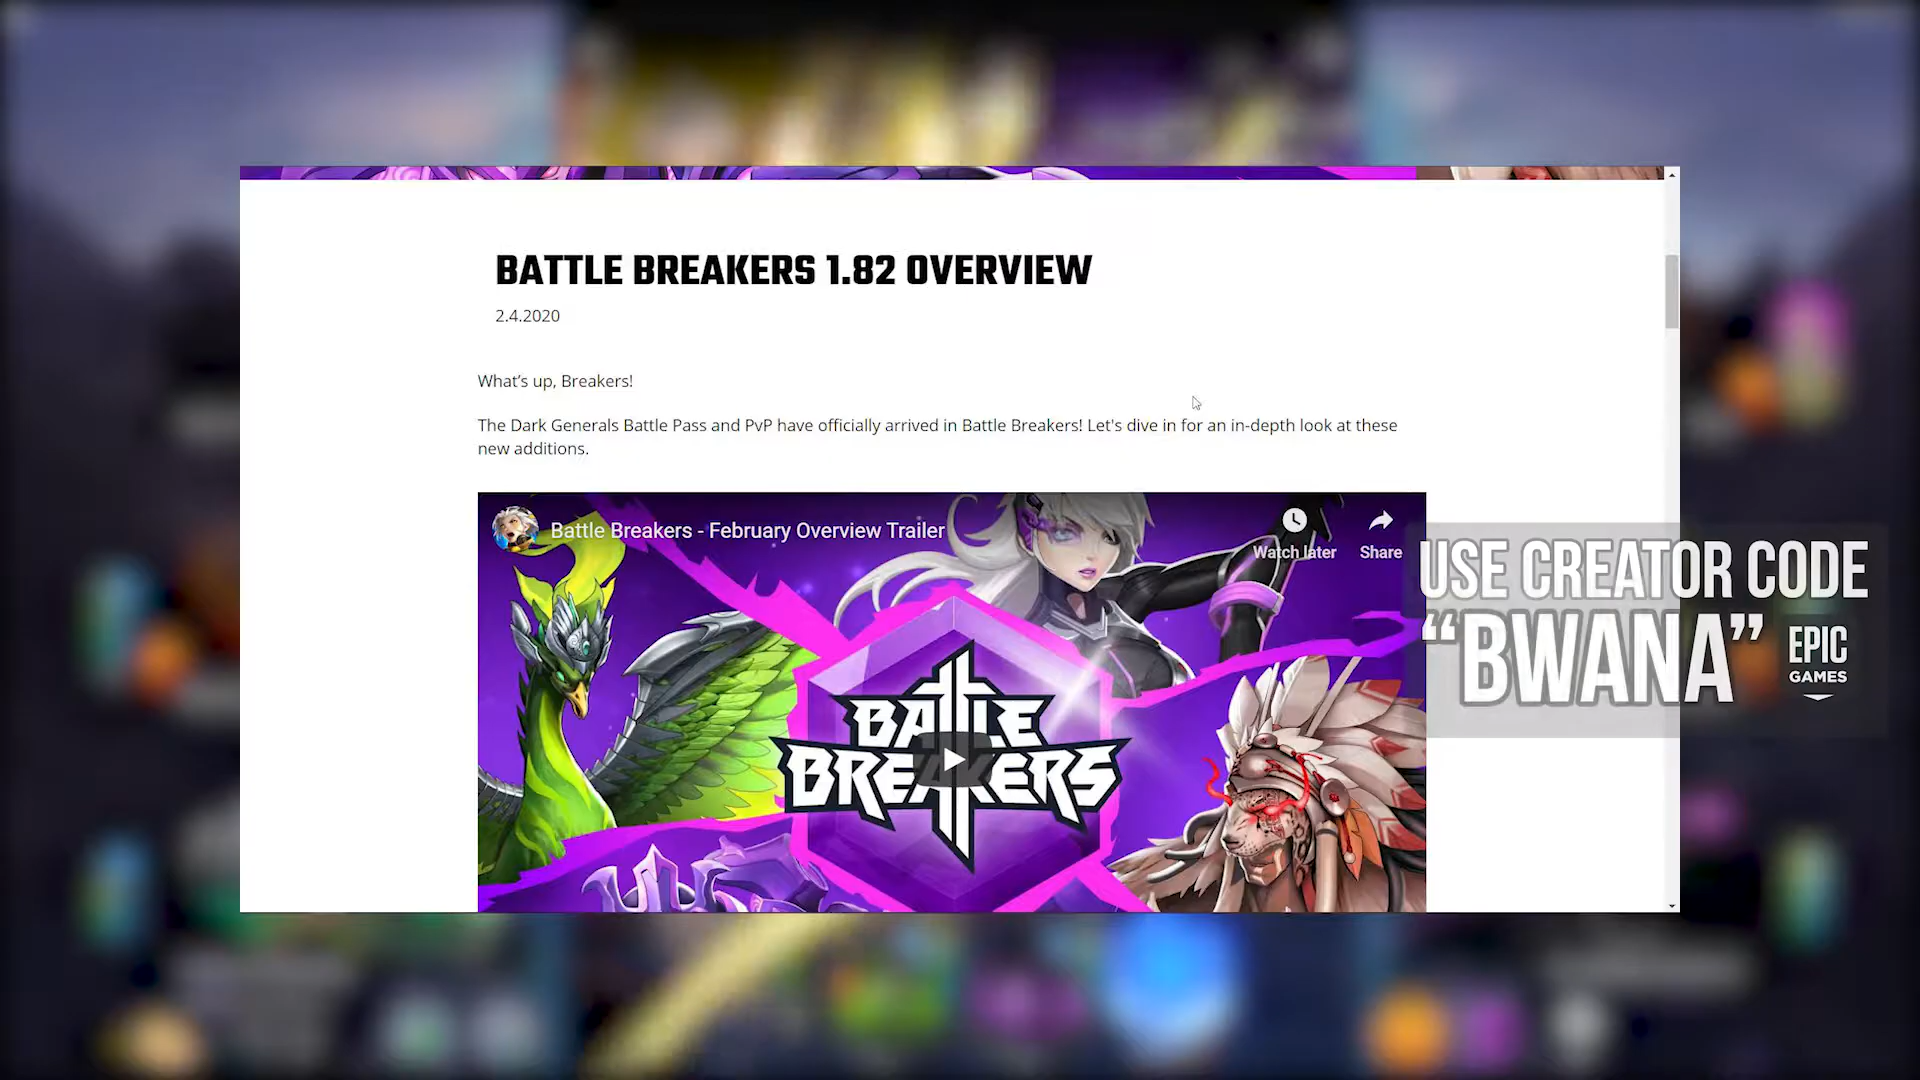 BATTLE BREAKERS 1.82 OVERVIEW
2.4.2020
What's up, Breakers!
The Dark Generals Battle Pass and PvP have officially arrived in Battle Breakers! Let's dive in for an in-depth look at these
new additions.
Battle Breakers - February Overview Trailer
Watch later
Share
USE CREATOR CODE
“BWANA”
EPIC
GAMES
BATTLE
BREAKERS